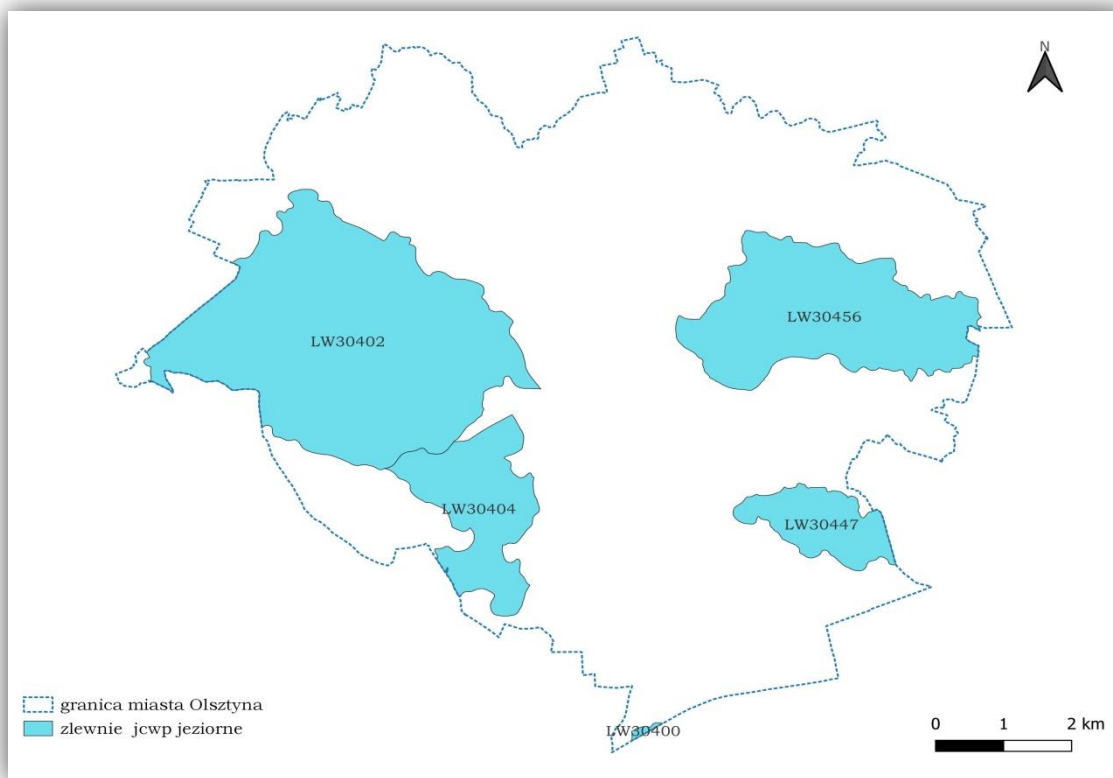 N
LW30402
LW30456
LW30404
LW30447
LW30400
granica miasta Olsztyna
zlewnie jcwp jeziorne
0 1 2 km